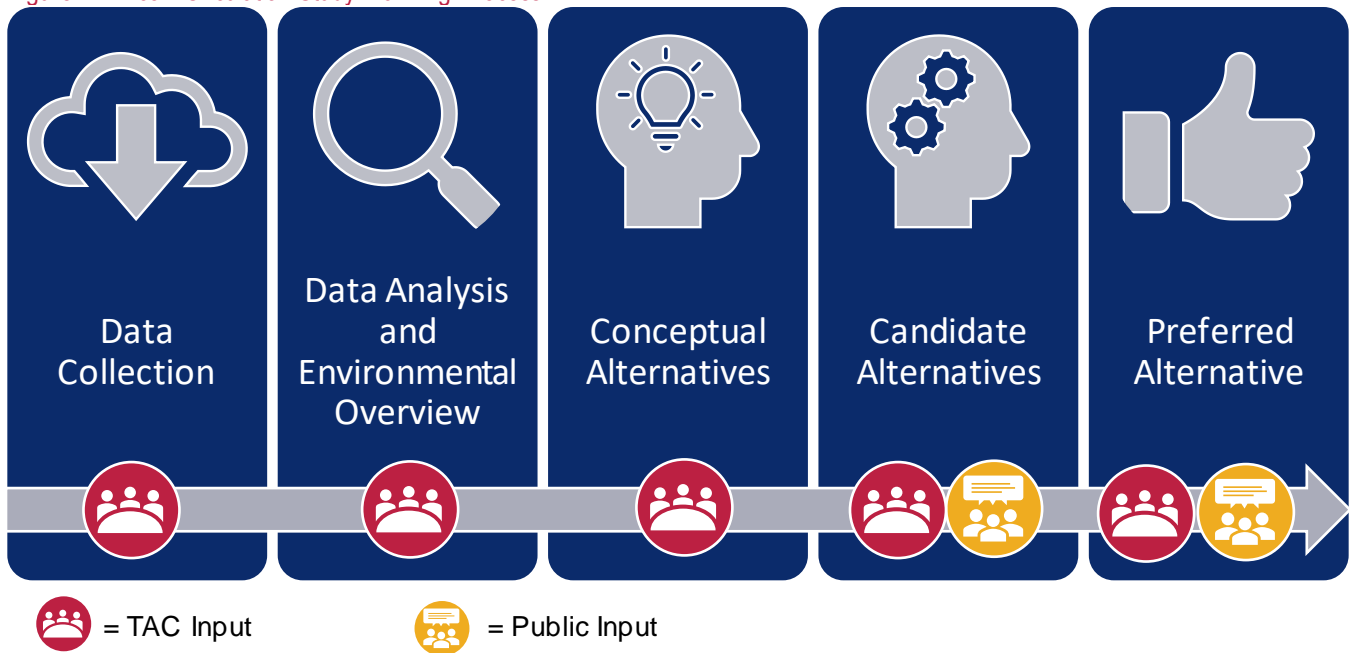 Data
Collection
Data Analysis
and
Environmental
Overview
Conceptual
Alternatives
Candidate
Alternatives
Preferred
Alternative
= TAC Input
= Public Input